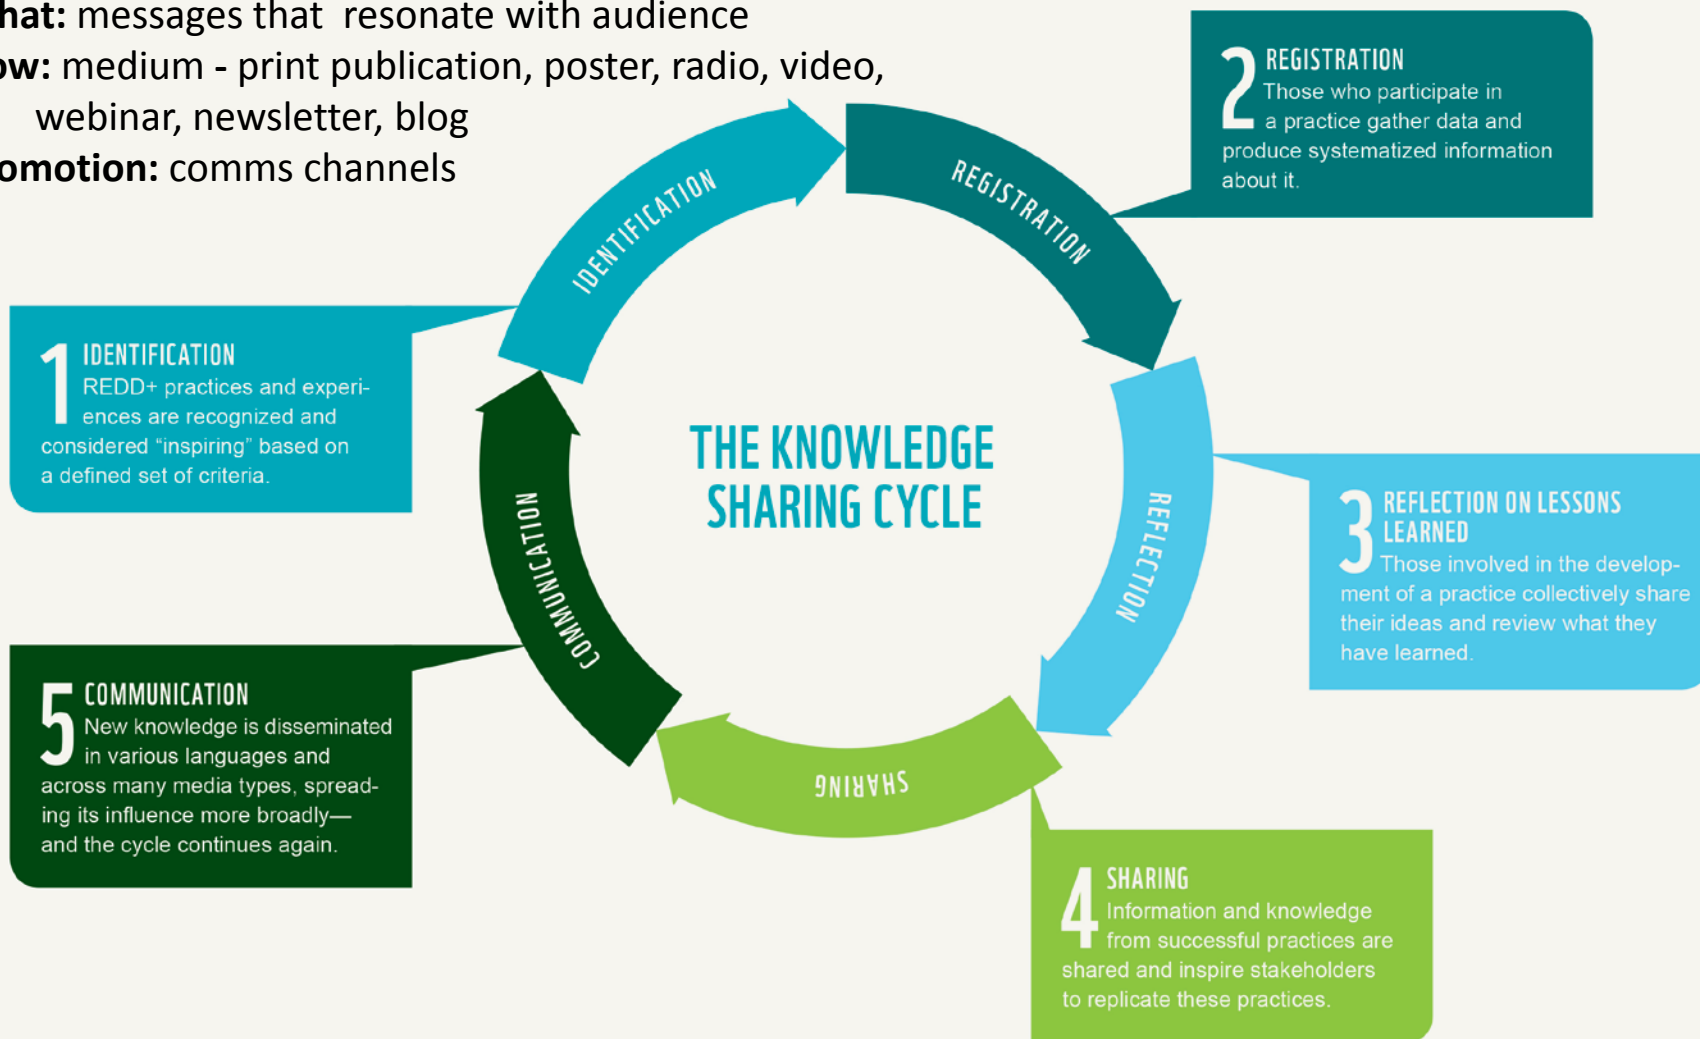 hat: messages that resonate with audience
ow: medium - print publication, poster, radio, video,
webinar, newsletter, blog
omotion: comms channels
IDENTIFICATION
REGISTRATION
REFLECTION
SHARING
COMMUNICATION
THE KNOWLEDGE
SHARING CYCLE
1 IDENTIFICATION
REDD+ practices and experi-
ences are recognized and
considered “inspiring” based on
a defined set of criteria.
2 REGISTRATION
Those who participate in
a practice gather data and
produce systematized information
about it.
3 REFLECTION ON LESSONS
LEARNED
Those involved in the develop-
ment of a practice collectively share
their ideas and review what they
have learned.
4 SHARING
Information and knowledge
from successful practices are
shared and inspire stakeholders
to replicate these practices.
5 COMMUNICATION
New knowledge is disseminated
in various languages and
across many media types, spread-
ing its influence more broadly—
and the cycle continues again.